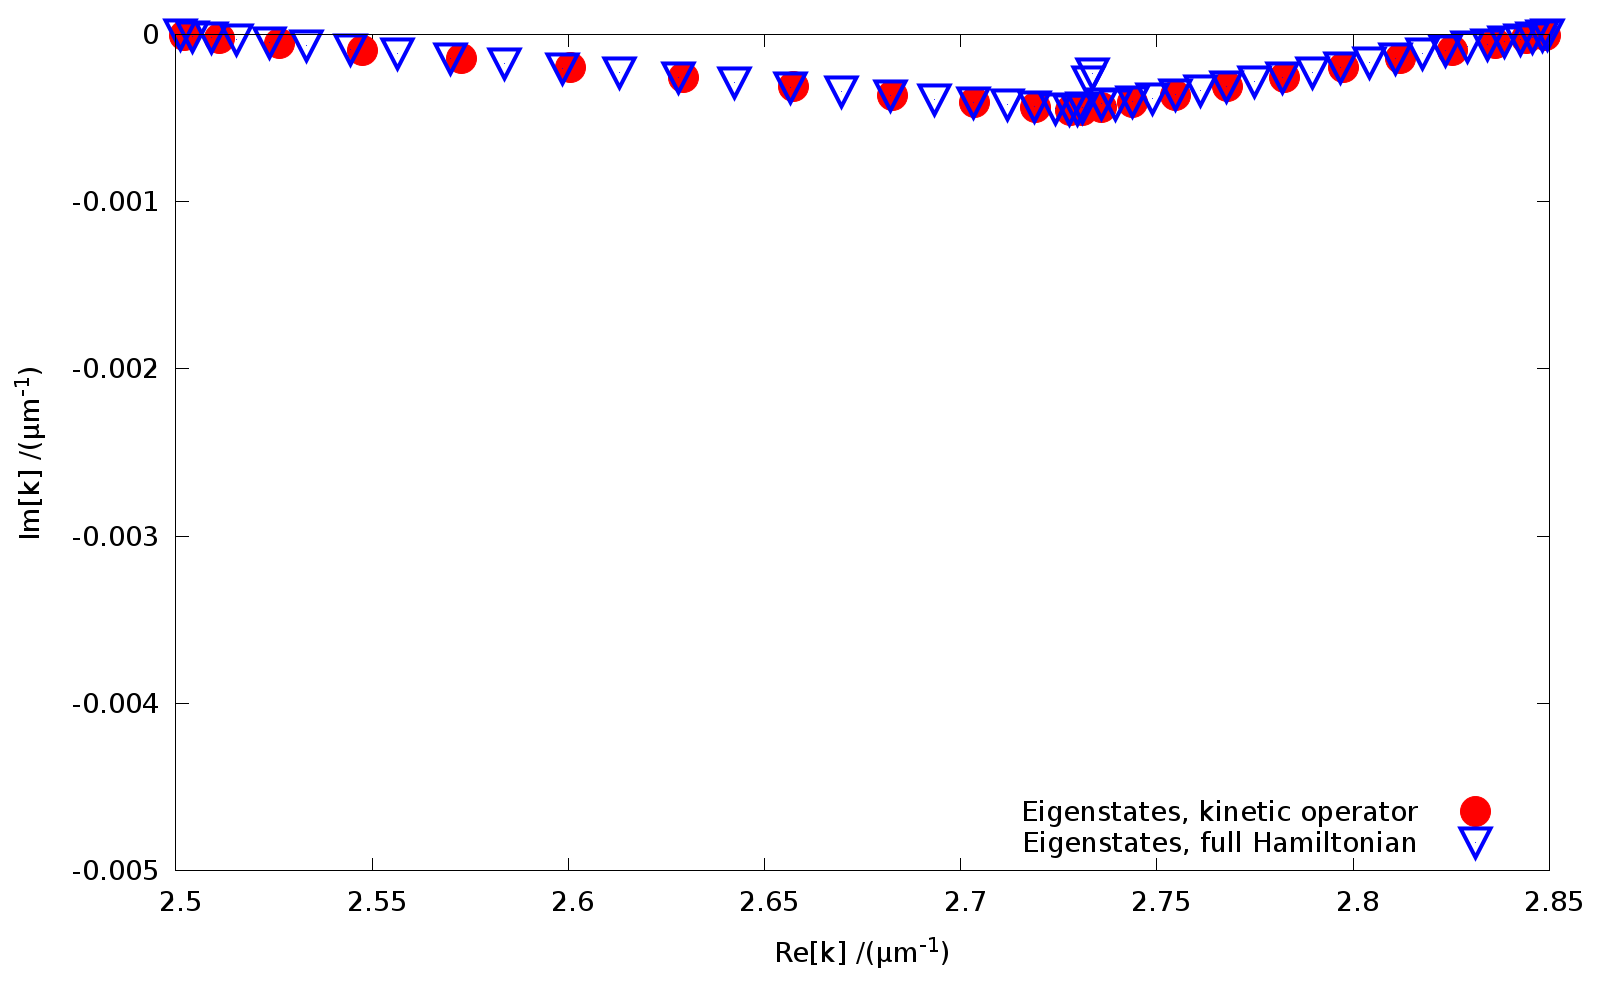 0
-0.001
-0.002
-0.003
-0.004
-0.005
2.5 2.55 2.6 2.65 2.7 2.75 2.8 2.85
Im[k] /(µm⁻¹)
Re[k] /(µm⁻¹)
Eigenstates, kinetic operator
Eigenstates, full Hamiltonian